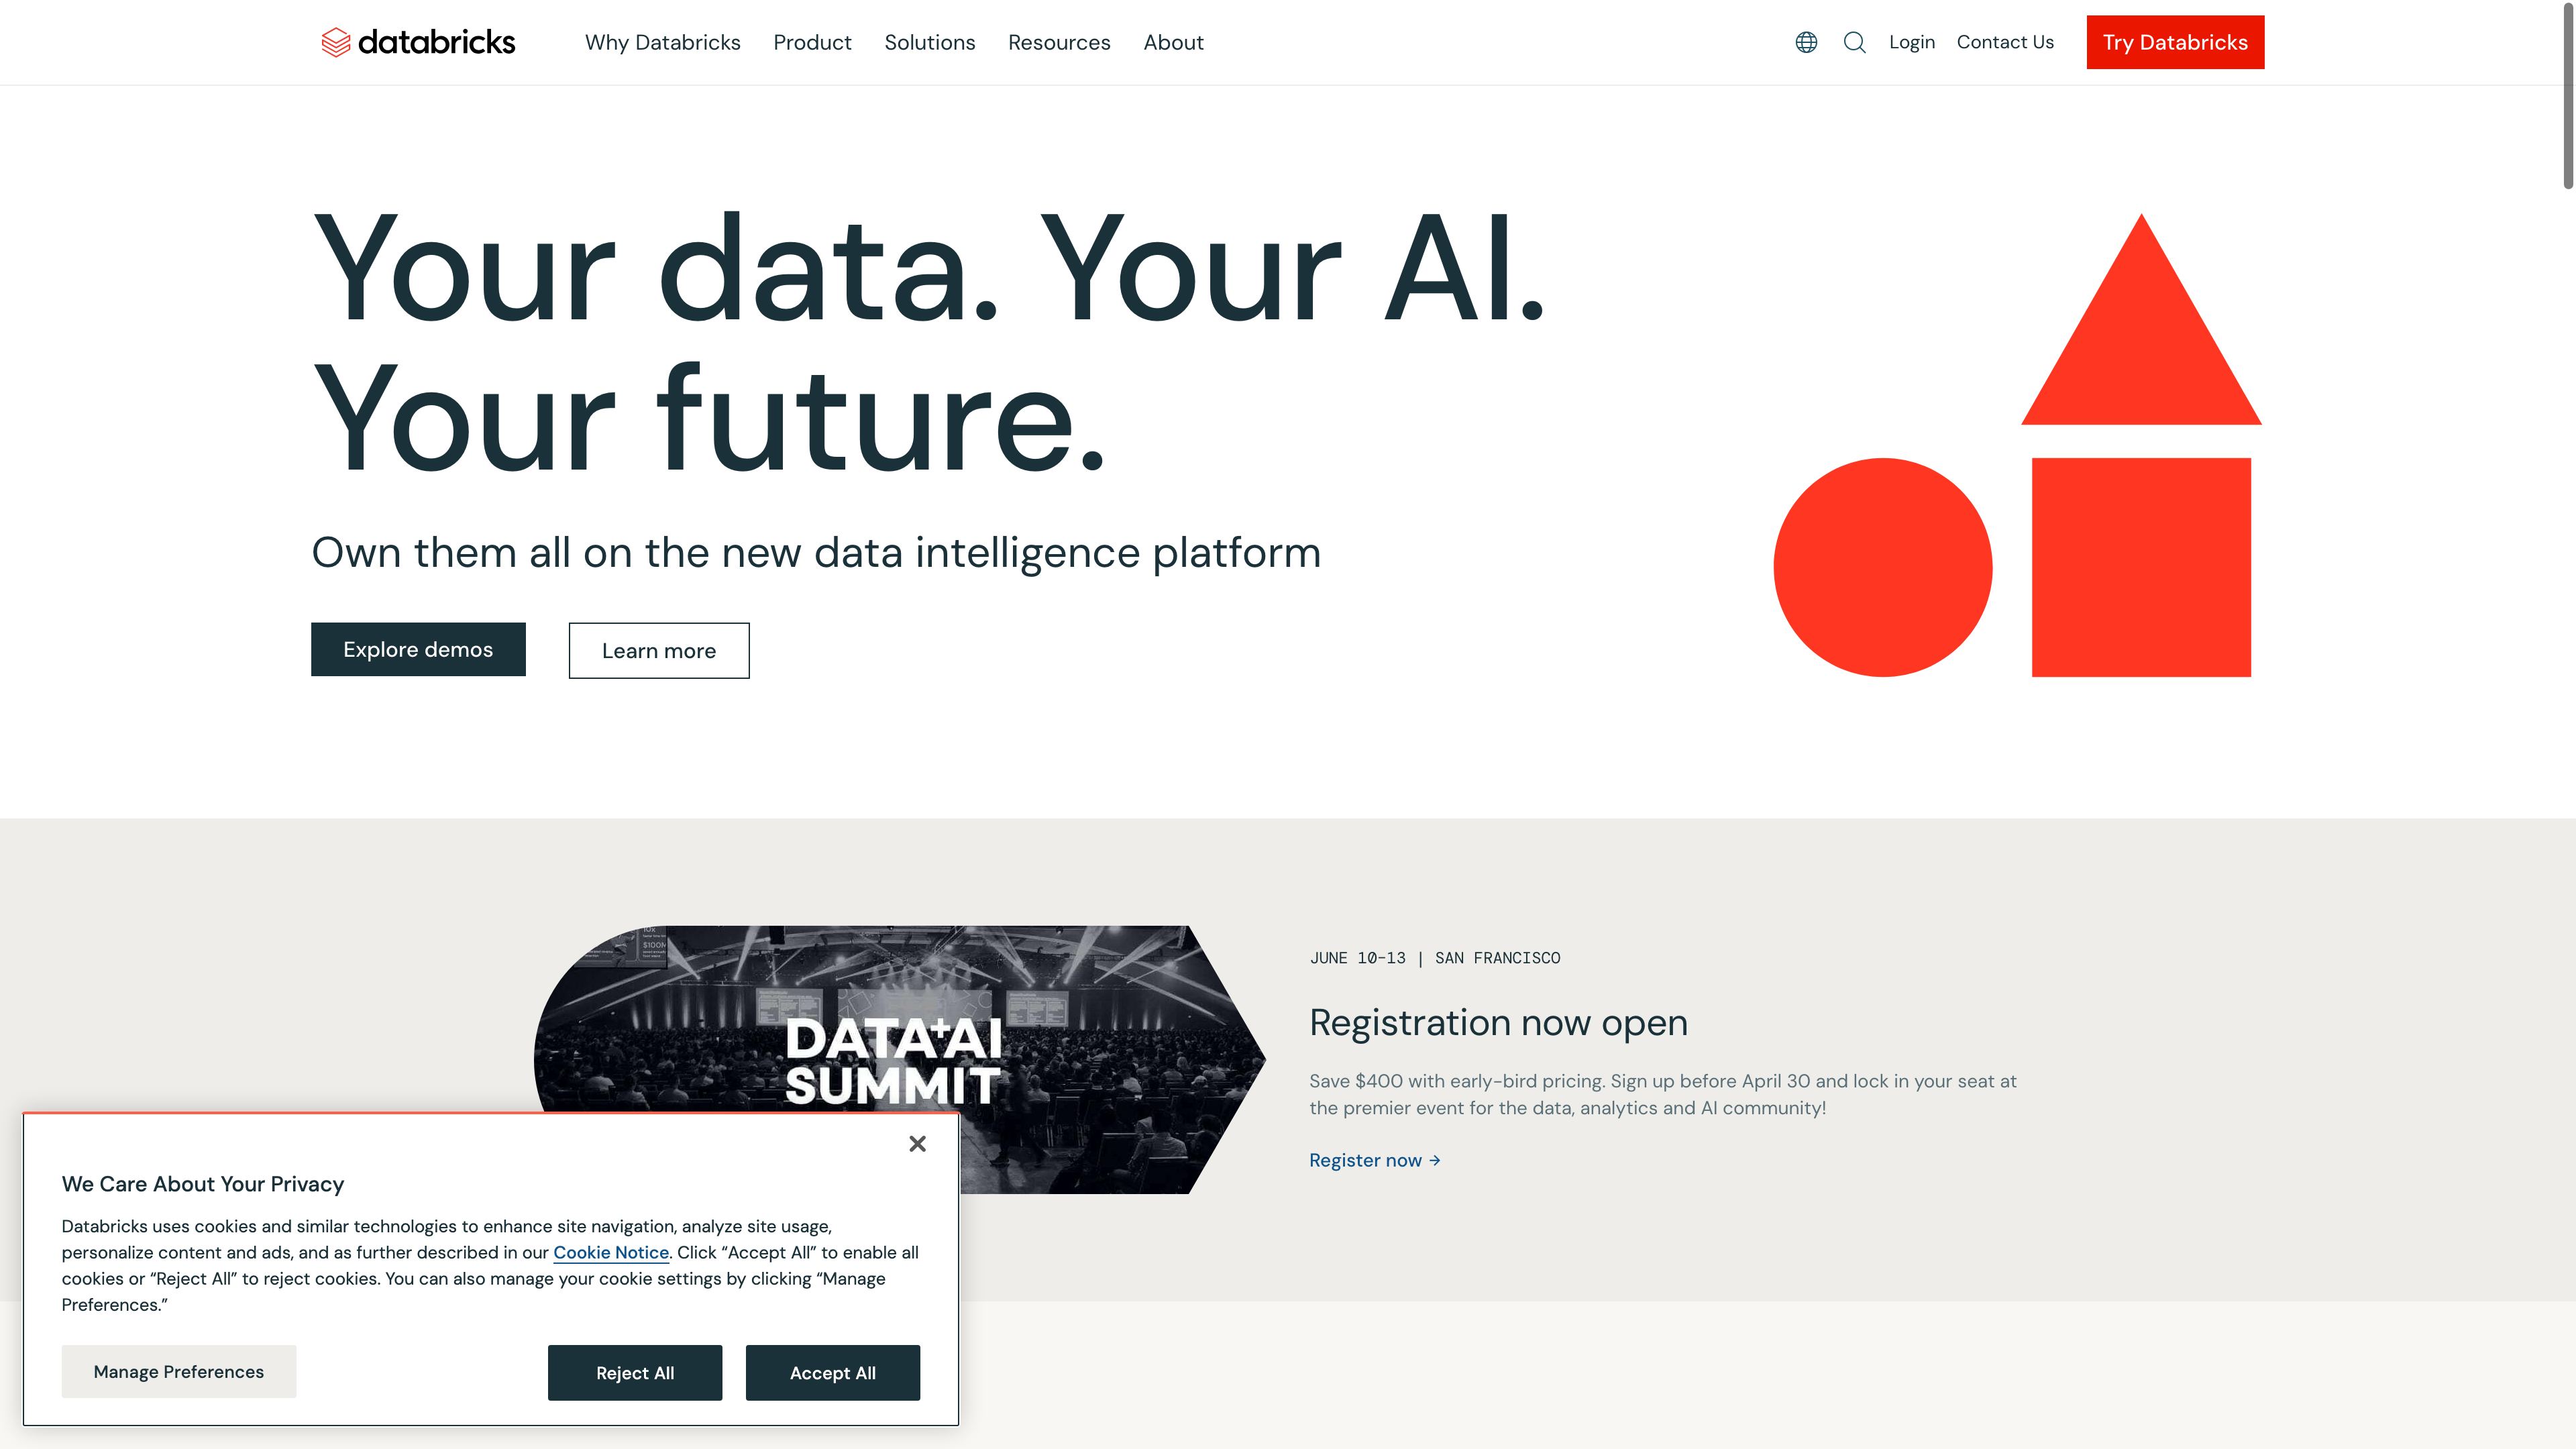 databricks
Why Databricks
Product
Solutions
Resources
About
Login
Contact Us
Try Databricks
Your data. Your AI.
Your future.
Own them all on the new data intelligence platform
Explore demos
Learn more
$100M
DATA+AI
SUMMIT
JUNE 10-13 | SAN FRANCISCO
Registration now open
Save $400 with early-bird pricing. Sign up before April 30 and lock in your seat at
the premier event for the data, analytics and AI community!
Register now →
We Care About Your Privacy
Databricks uses cookies and similar technologies to enhance site navigation, analyze site usage,
personalize content and ads, and as further described in our Cookie Notice. Click “Accept All” to enable all
cookies or “Reject All” to reject cookies. You can also manage your cookie settings by clicking “Manage
Preferences.”
Manage Preferences
Reject All
Accept All